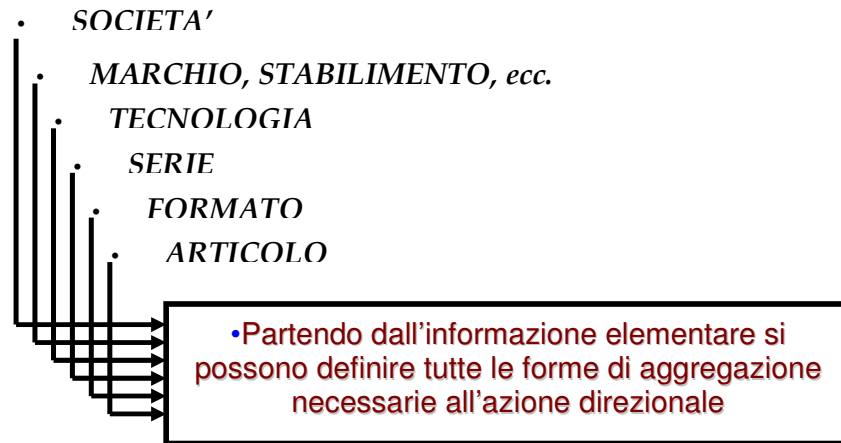 • SOCIETA'
• MARCHIO, STABILIMENTO, ecc.
• TECNOLOGIA
• SERIE
• FORMATO
• ARTICOLO
•Partendo dall'informazione elementare si
possono definire tutte le forme di aggregazione
necessarie all'azione direzionale